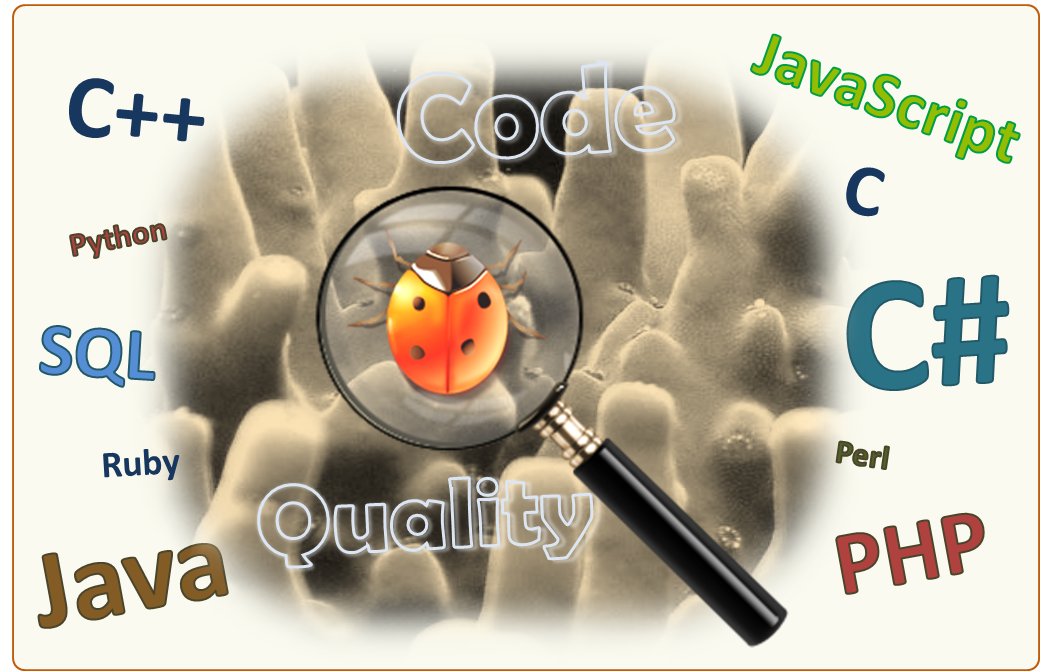 Code
JavaScript
C++
C
Python
C#
SQL
Ruby
Perl
Quality
Java
PHP